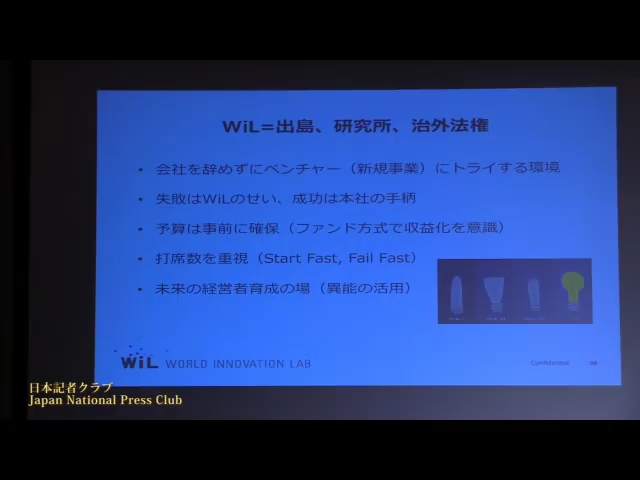 WiL=出島、研究所、治外法権
• 会社を辞めずにベンチャー（新規事業）にトライする環境
• 失敗はWiLのせい、成功は本社の手柄
• 予算は事前に確保（ファンド方式で収益化を意識）
• 打席数を重視（Start Fast, Fail Fast）
• 未来の経営者育成の場（異能の活用）
WiL WORLD INNOVATION LAB
Confidential
日本記者クラブ
Japan National Press Club